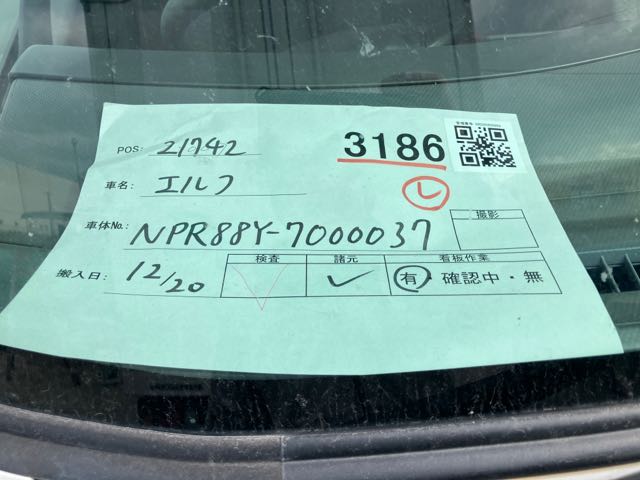 POS: 21742
3186
車名: エルフ
レ
車体No.: NPR88Y-7000037
撮影
搬入日: 12/20
検査 諸元 看板作業
有・確認中・無